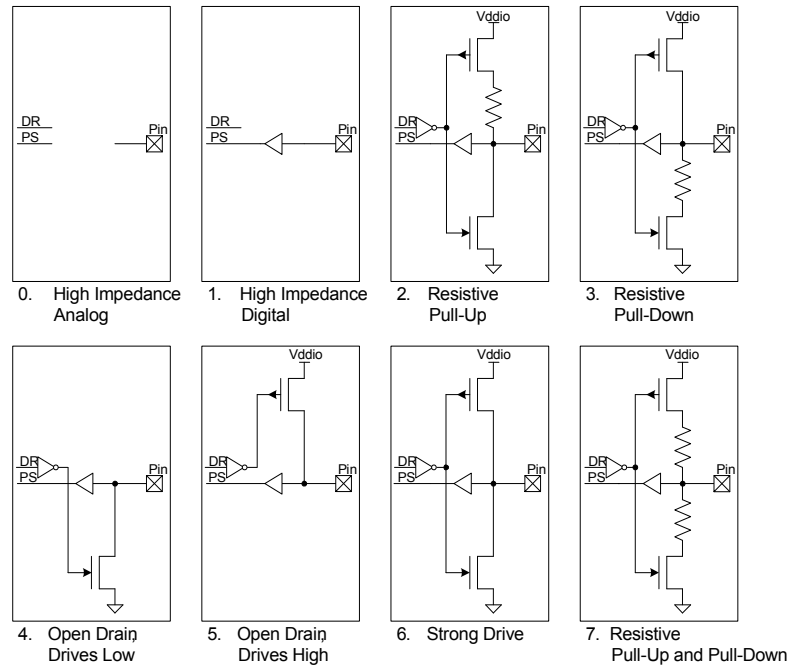 Vddio
Vddio
DR
PS
Pin
DR
PS
Pin
DR
PS
Pin
DR
PS
Pin
0. High Impedance
Analog
1. High Impedance
Digital
2. Resistive
Pull-Up
3. Resistive
Pull-Down
Vddio
Vddio
Vddio
DR
PS
Pin
DR
PS
Pin
DR
PS
Pin
DR
PS
Pin
4. Open Drain,
Drives Low
5. Open Drain,
Drives High
6. Strong Drive
7. Resistive
Pull-Up and Pull-Down